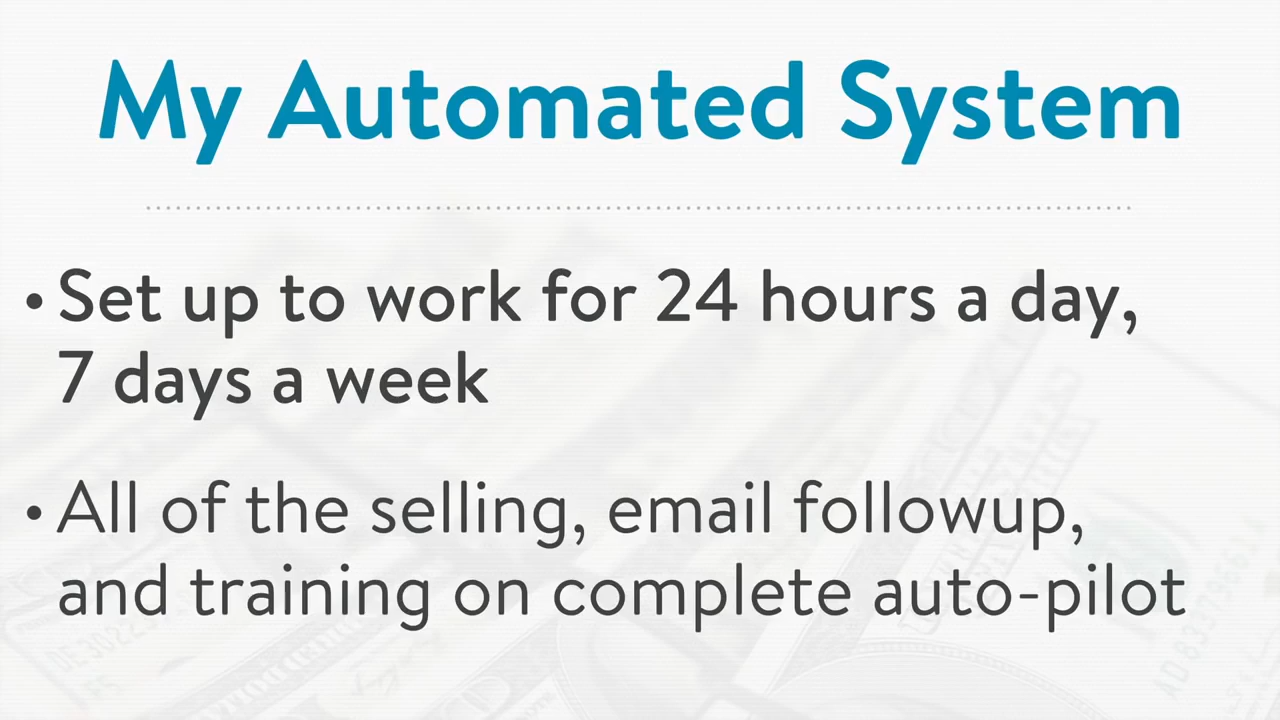 My Automated System
• Set up to work for 24 hours a day,
7 days a week
• All of the selling, email followup,
and training on complete auto-pilot